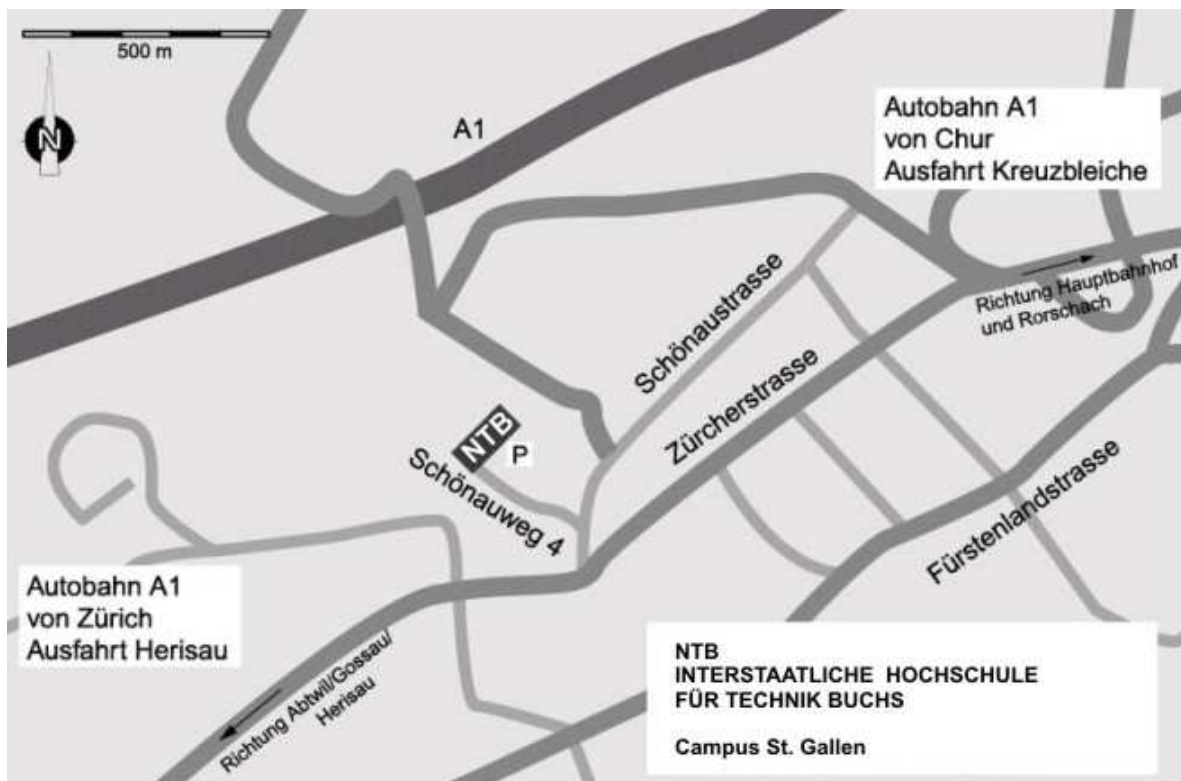 500 m
N
A1
Autobahn A1
von Chur
Ausfahrt Kreuzbleiche
Richtung Hauptbahnhof
und Rorschach
Schönaustrasse
Zürcherstrasse
NTB
P
Schönauweg 4
Fürstenlandstrasse
Autobahn A1
von Zürich
Ausfahrt Herisau
Richtung Abtwil/Gossau/
Herisau
NTB
INTERSTAATLICHE HOCHSCHULE
FÜR TECHNIK BUCHS
Campus St. Gallen